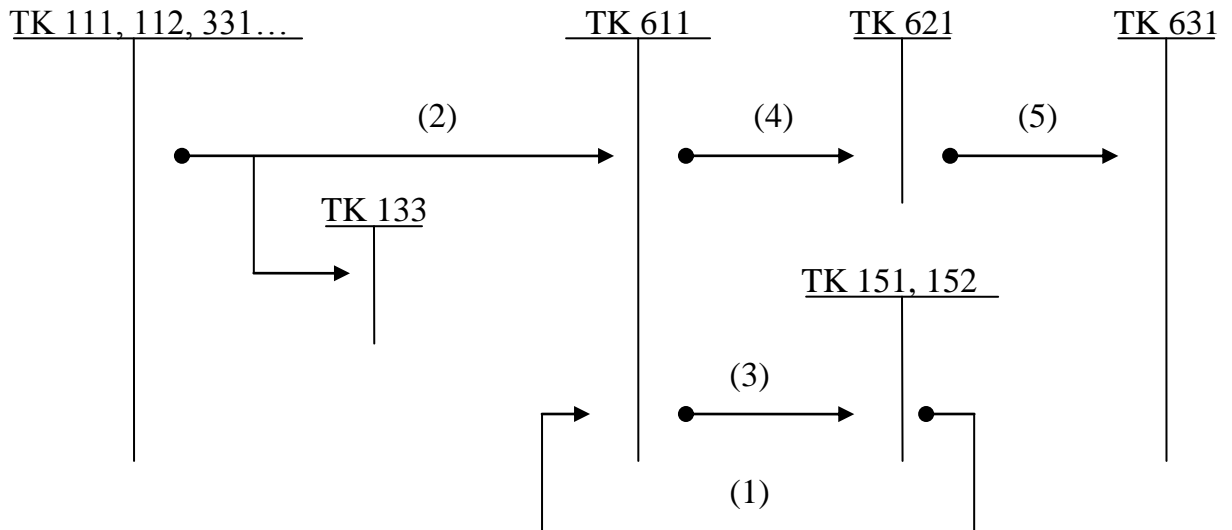 TK 111, 112, 331…
TK 611
TK 621
TK 631
(2)
(4)
(5)
TK 133
TK 151, 152
(3)
(1)